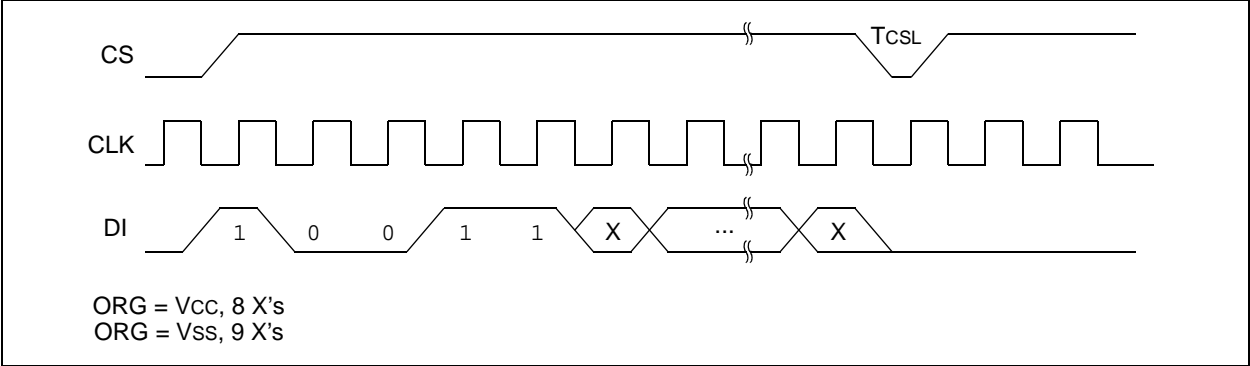 CS TCSL
CLK
DI 1 0 0 1 1 X ... X
ORG = VCC, 8 X's
ORG = VSS, 9 X's